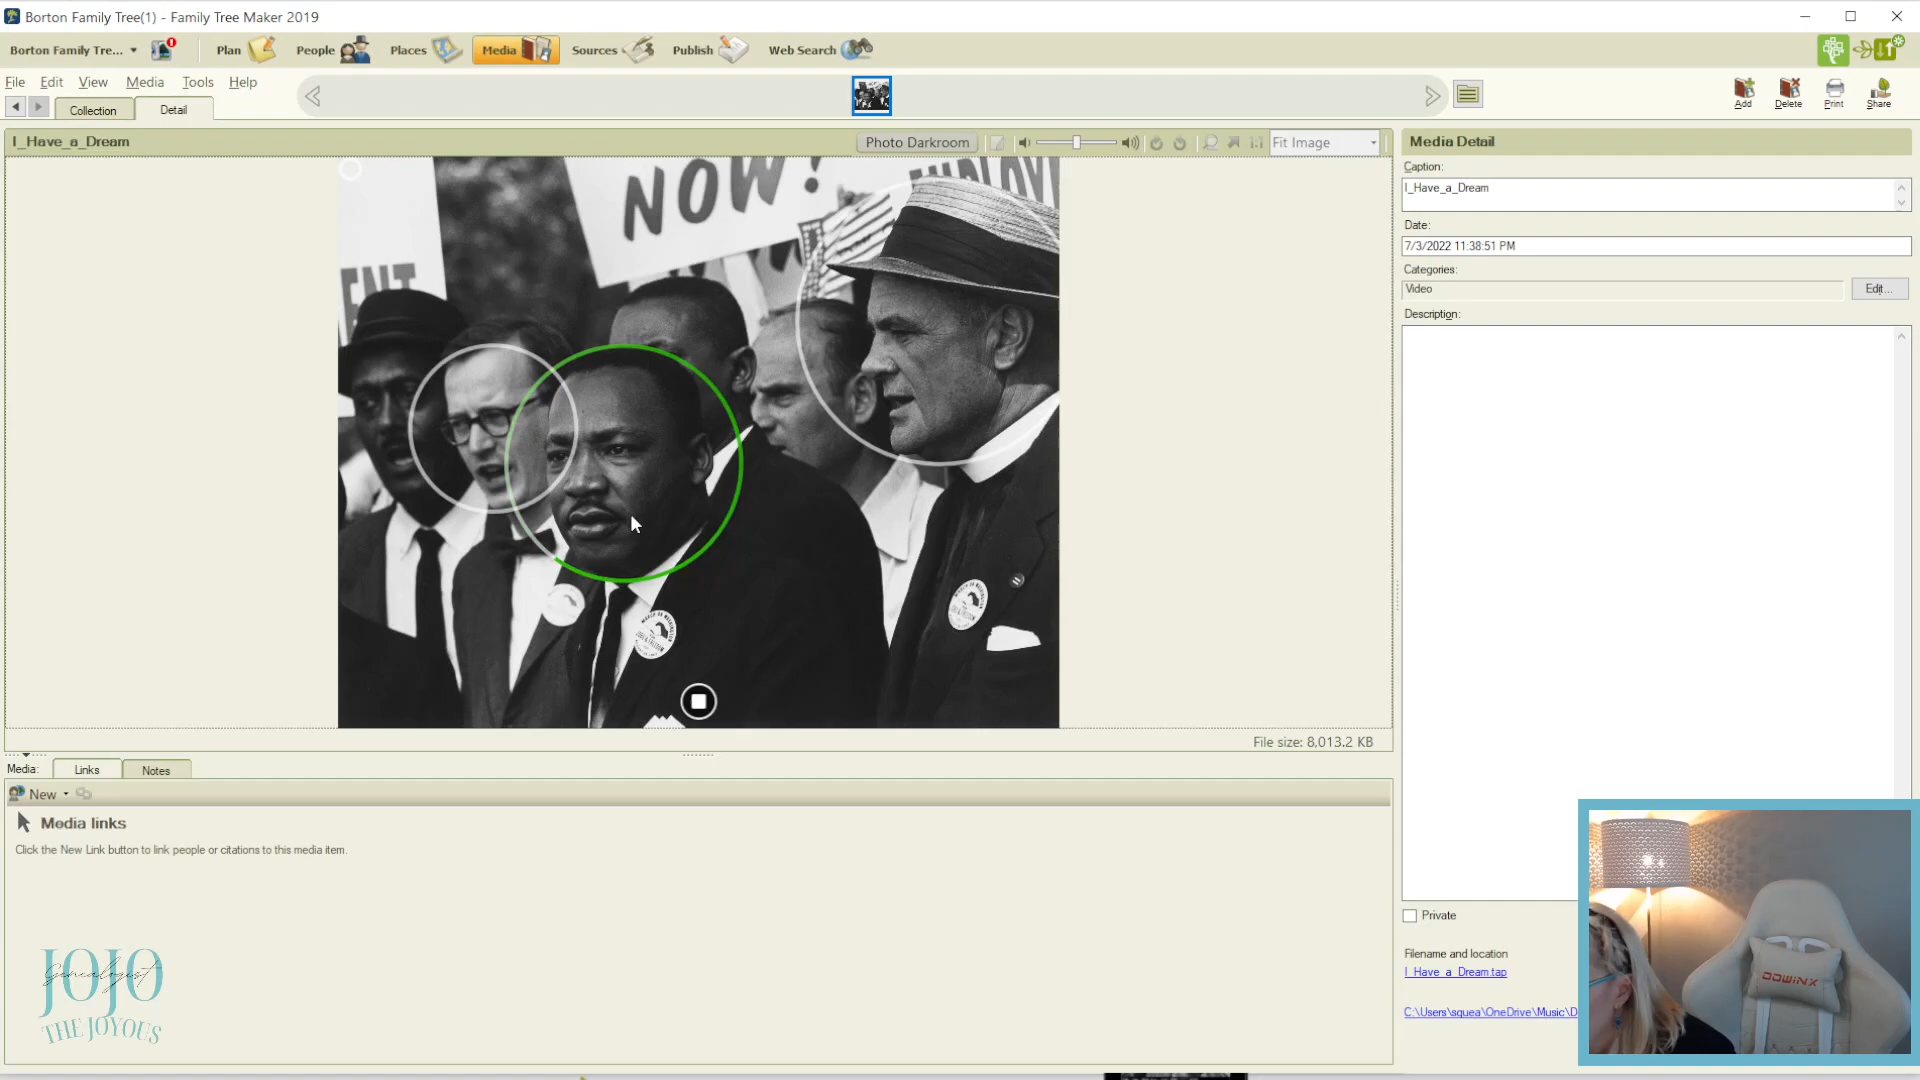 Borton Family Tree(1) - Family Tree Maker 2019
Borton Family Tre...
Plan
People
Places
Media
Sources
Publish
Web Search
File
Edit
View
Media
Tools
Help
Collection
Detail
Add
Delete
Print
Share
I_Have_a_Dream
Photo Darkroom
1:1
Fit Image
NOW!
ENT
File size: 8,013.2 KB
Media Detail
Caption:
I_Have_a_Dream
Date:
7/3/2022 11:38:51 PM
Categories:
Video
Edit...
Description:
Private
Filename and location
I_Have_a_Dream.tap
C:\Users\squea\OneDrive\Music\D
Media:
Links
Notes
New
Media links
Click the New Link button to link people or citations to this media item.
JOJO
Genealogist
THE JOYOUS
DOWINX